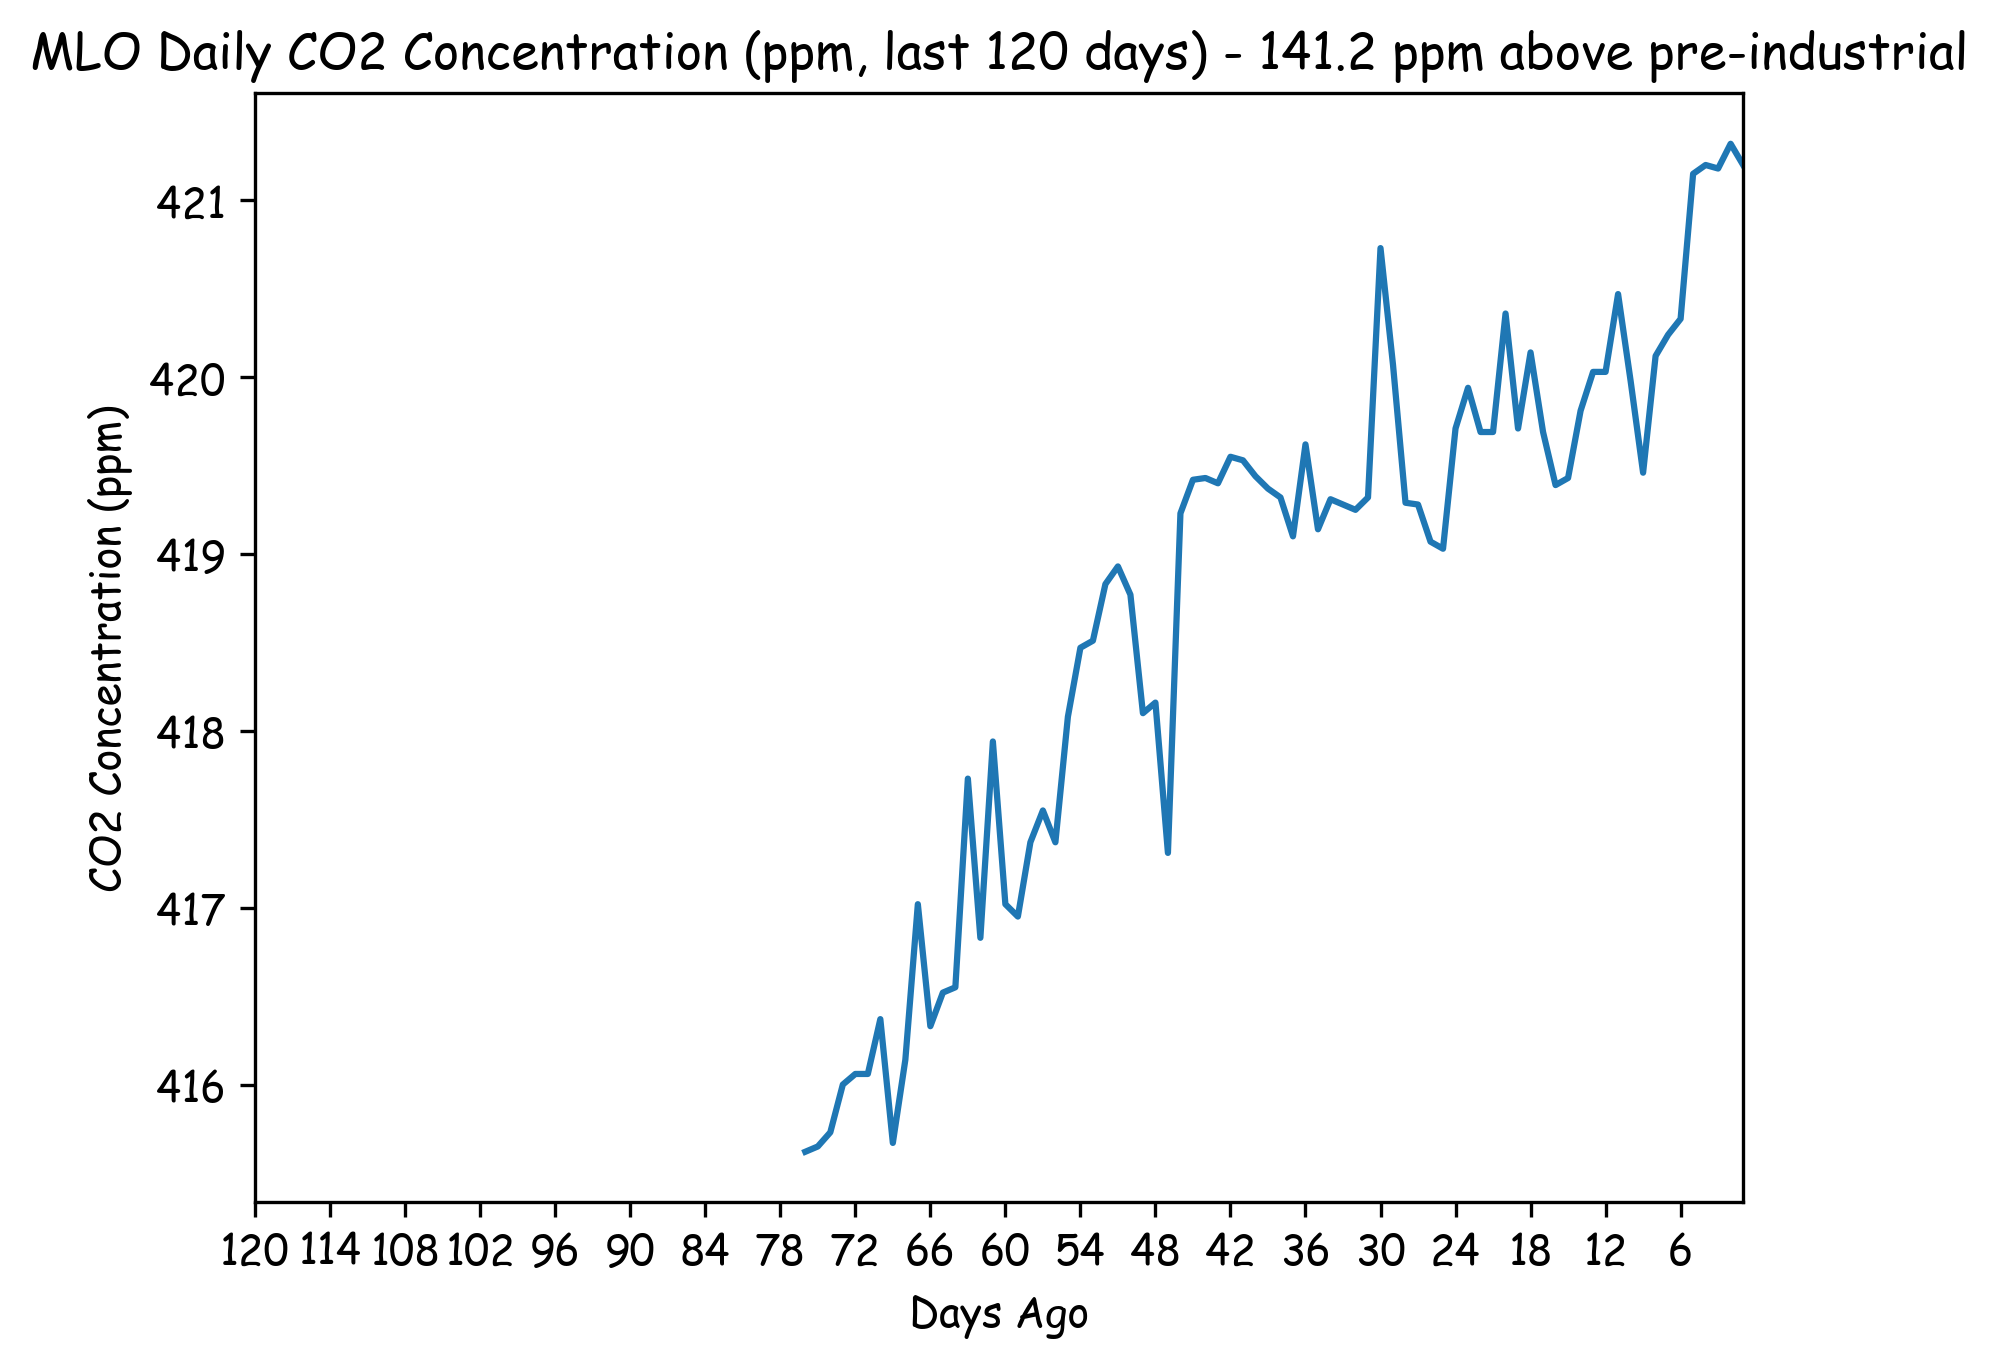 MLO Daily CO2 Concentration (ppm, last 120 days) - 141.2 ppm above pre-industrial
421
420
419
418
417
416
CO2 Concentration (ppm)
120 114 108 102 96 90 84 78 72 66 60 54 48 42 36 30 24 18 12 6
Days Ago